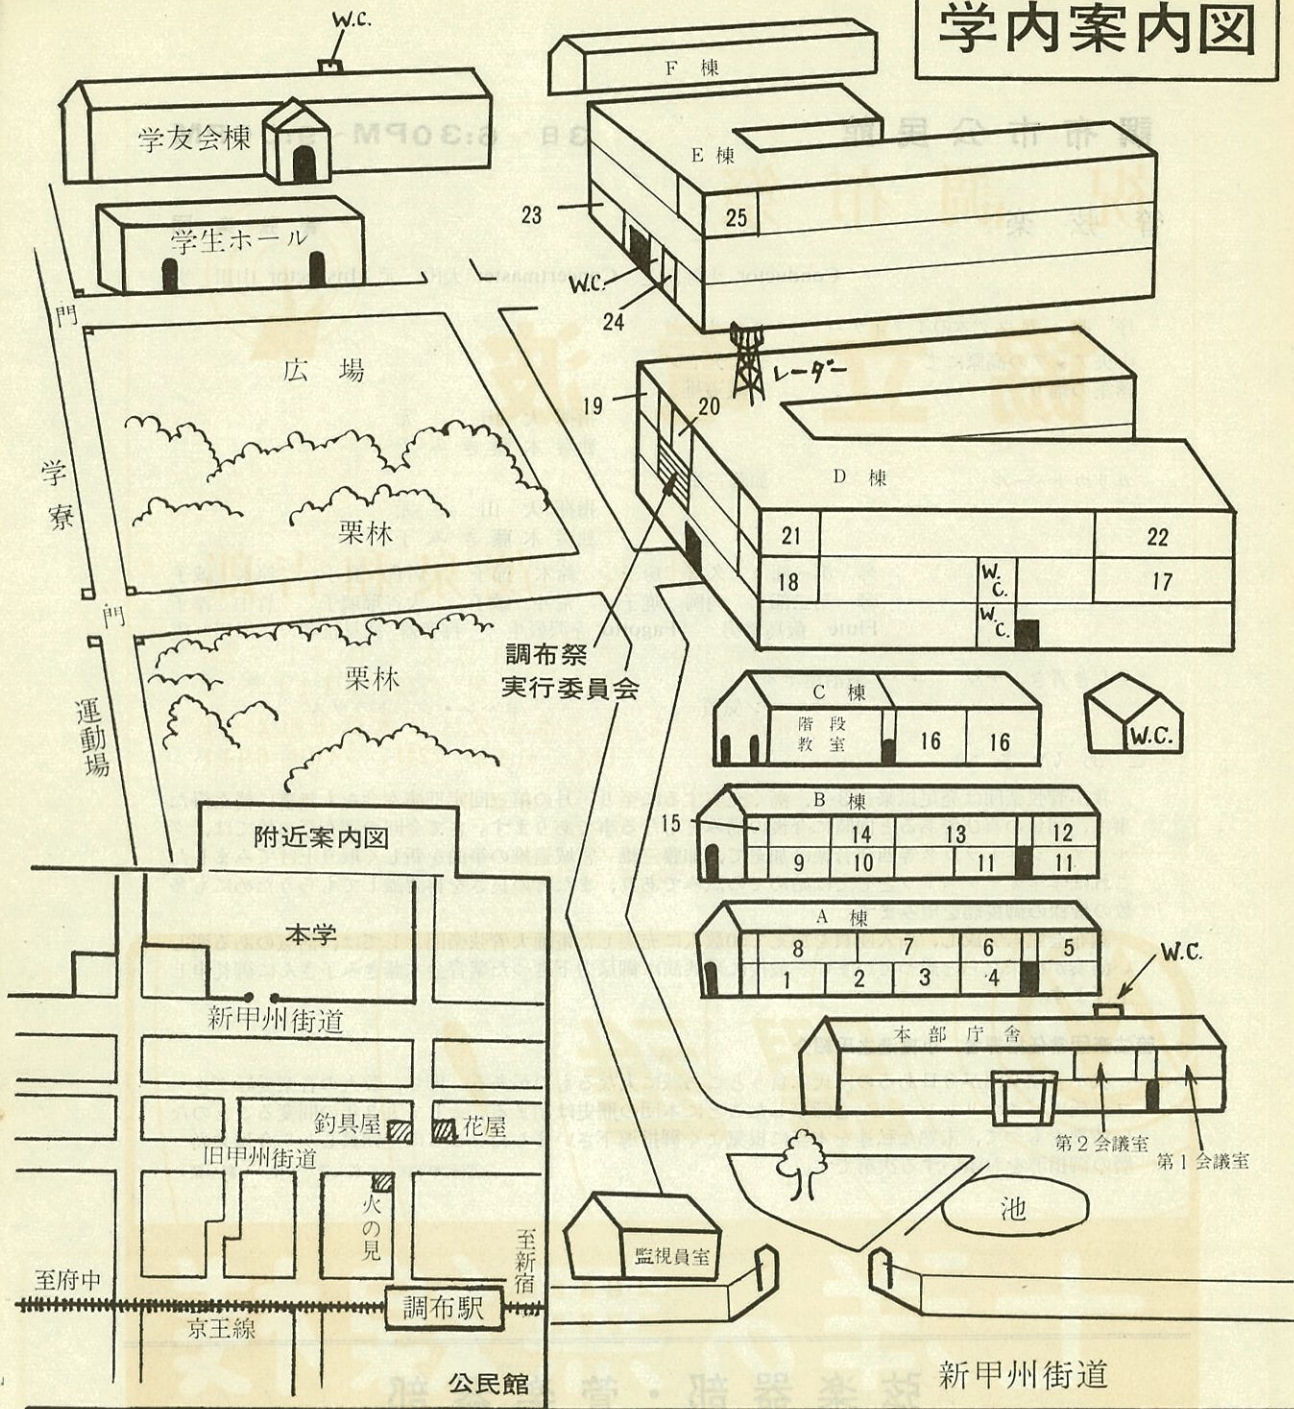 学内案内図
W.C.
F 棟
学友会棟
E 棟
23
25
学生ホール
W.C.
24
門
広 場
レーダー
19
20
学寮
D 棟
栗林
21
22
18
W.C.
17
W.C.
門
調布祭
実行委員会
栗林
運動場
C 棟
階 段
教 室
16
16
W.C.
B 棟
15
14
13
12
9
10
11
11
附近案内図
A 棟
8
7
6
5
1
2
3
4
W.C.
本学
新甲州街道
本 部 庁 舎
釣具屋
花屋
旧甲州街道
第2会議室
第1会議室
火の見
池
至新宿
監視員室
至府中
調布駅
京王線
公民館
新甲州街道